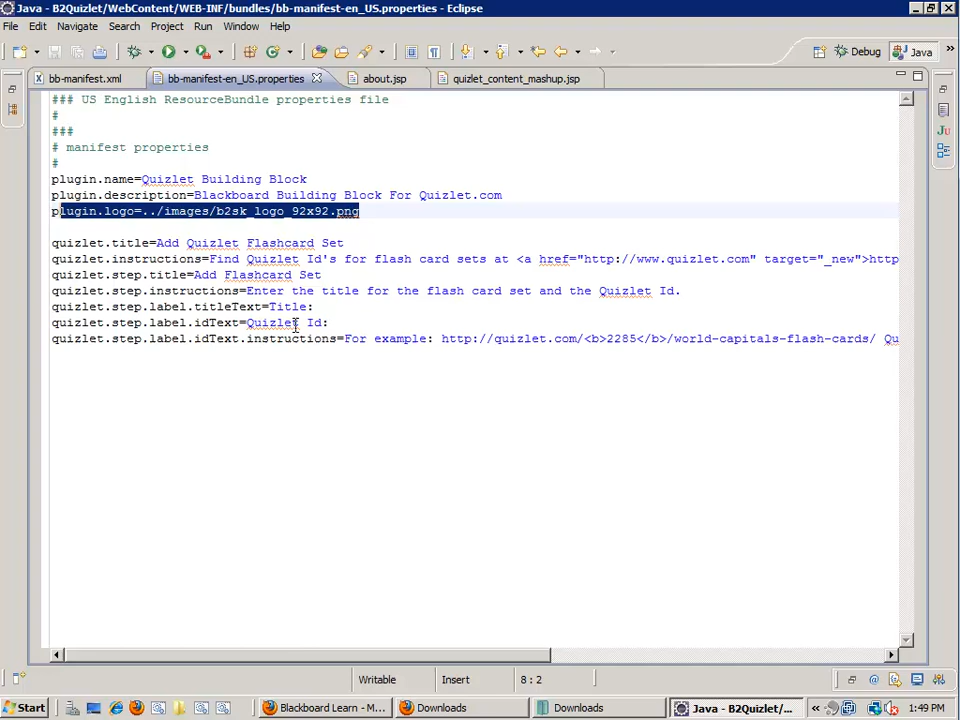 Java - B2Quizlet/WebContent/WEB-INF/bundles/bb-manifest-en_US.properties - Eclipse
File Edit Navigate Search Project Run Window Help
Debug Java »
bb-manifest.xml bb-manifest-en_US.properties about.jsp quizlet_content_mashup.jsp
### US English ResourceBundle properties file
#
###
# manifest properties
#
plugin.name=Quizlet Building Block
plugin.description=Blackboard Building Block For Quizlet.com
plugin.logo=../images/b2sk_logo_92x92.png
quizlet.title=Add Quizlet Flashcard Set
quizlet.instructions=Find Quizlet Id's for flash card sets at <a href="http://www.quizlet.com" target="_new">http
quizlet.step.title=Add Flashcard Set
quizlet.step.instructions=Enter the title for the flash card set and the Quizlet Id.
quizlet.step.label.titleText=Title:
quizlet.step.label.idText=Quizlet Id:
quizlet.step.label.idText.instructions=For example: http://quizlet.com/<b>2285</b>/world-capitals-flash-cards/ Qu
Writable Insert 8 : 2
Start Blackboard Learn - M... Downloads Downloads Java - B2Quizlet/... « 1:49 PM